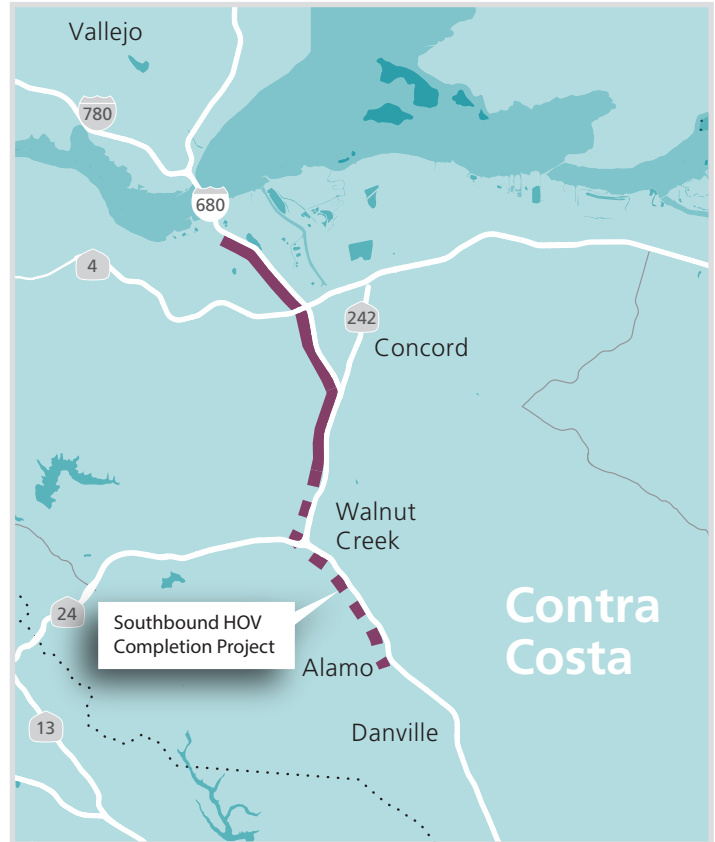 Vallejo
780
680
4
242
Concord
Walnut
Creek
24
Southbound HOV
Completion Project
Contra
Costa
Alamo
13
Danville